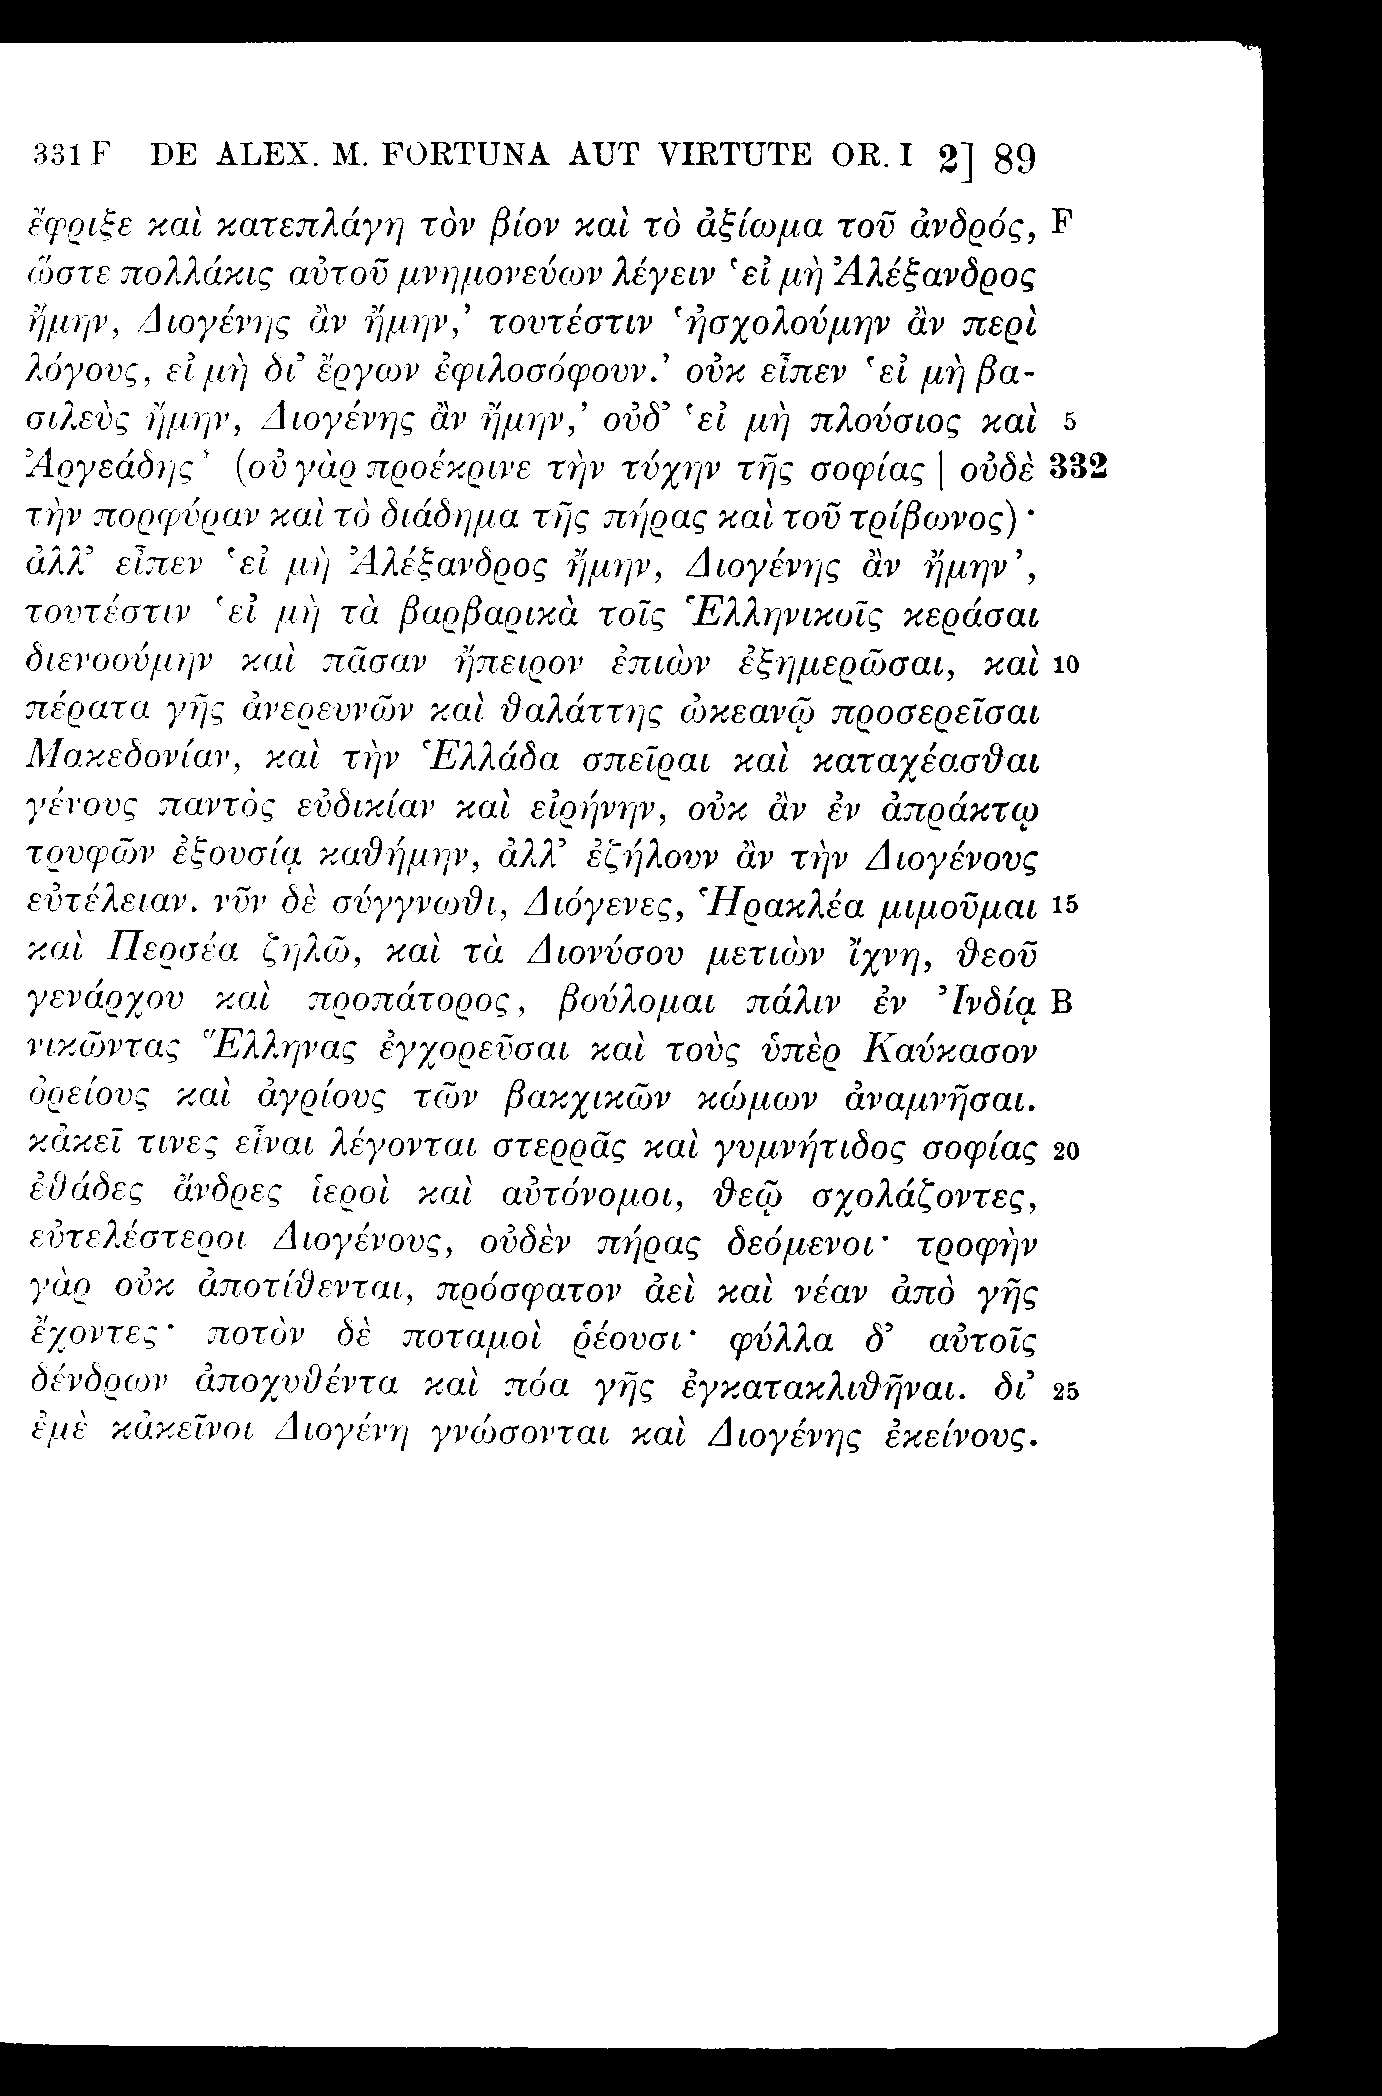 331 F DE ALEX. M. FORTUNA AUT VIRTUTE OR. I 2] 89
ἔφριξε καὶ κατεπλάγη τὸν βίον καὶ τὸ ἀξίωμα τοῦ ἀνδρός, F
ὥστε πολλάκις αὐτοῦ μνημονεύων λέγειν ‘εἰ μὴ Ἀλέξανδρος
ἤμην, Διογένης ἂν ἤμην,’ τουτέστιν ‘ἠσχολούμην ἂν περὶ
λόγους, εἰ μὴ δι’ ἔργων ἐφιλοσόφουν.’ οὐκ εἶπεν ‘εἰ μὴ βα-
σιλεὺς ἤμην, Διογένης ἂν ἤμην,’ οὐδ’ ‘εἰ μὴ πλούσιος καὶ 5
Ἀργεάδης’ (οὐ γὰρ προέκρινε τὴν τύχην τῆς σοφίας | οὐδὲ 332
τὴν πορφύραν καὶ τὸ διάδημα τῆς πήρας καὶ τοῦ τρίβωνος)·
ἀλλ’ εἶπεν ‘εἰ μὴ Ἀλέξανδρος ἤμην, Διογένης ἂν ἤμην’,
τουτέστιν ‘εἰ μὴ τὰ βαρβαρικὰ τοῖς Ἑλληνικοῖς κεράσαι
διενοούμην καὶ πᾶσαν ἤπειρον ἐπιὼν ἐξημερῶσαι, καὶ 10
πέρατα γῆς ἀνερευνῶν καὶ θαλάττης ὠκεανῷ προσερεῖσαι
Μακεδονίαν, καὶ τὴν Ἑλλάδα σπεῖραι καὶ καταχέασθαι
γένους παντὸς εὐδικίαν καὶ εἰρήνην, οὐκ ἂν ἐν ἀπράκτῳ
τρυφῶν ἐξουσίᾳ καθήμην, ἀλλ’ ἐζήλουν ἂν τὴν Διογένους
εὐτέλειαν. νῦν δὲ σύγγνωθι, Διόγενες, Ἡρακλέα μιμοῦμαι 15
καὶ Περσέα ζηλῶ, καὶ τὰ Διονύσου μετιὼν ἴχνη, θεοῦ
γενάρχου καὶ προπάτορος, βούλομαι πάλιν ἐν Ἰνδίᾳ B
νικῶντας Ἕλληνας ἐγχορεῦσαι καὶ τοὺς ὑπὲρ Καύκασον
ὀρείους καὶ ἀγρίους τῶν βακχικῶν κώμων ἀναμνῆσαι.
κἀκεῖ τινες εἶναι λέγονται στερρᾶς καὶ γυμνήτιδος σοφίας 20
ἐθάδες ἄνδρες ἱεροὶ καὶ αὐτόνομοι, θεῷ σχολάζοντες,
εὐτελέστεροι Διογένους, οὐδὲν πήρας δεόμενοι· τροφὴν
γὰρ οὐκ ἀποτίθενται, πρόσφατον ἀεὶ καὶ νέαν ἀπὸ γῆς
ἔχοντες· ποτὸν δὲ ποταμοὶ ῥέουσι· φύλλα δ’ αὐτοῖς
δένδρων ἀποχυθέντα καὶ πόα γῆς ἐγκατακλιθῆναι. δι’ 25
ἐμὲ κἀκεῖνοι Διογένη γνώσονται καὶ Διογένης ἐκείνους.